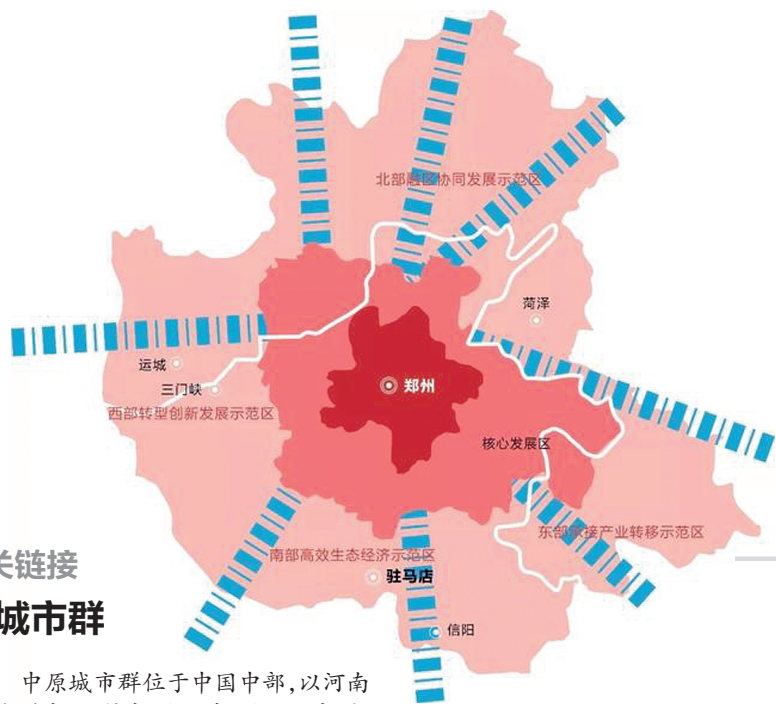 北部融区协同发展示范区
菏泽
运城
三门峡
郑州
西部转型创新发展示范区
核心发展区
东部承接产业转移示范区
南部高效生态经济示范区
驻马店
信阳
关链接
城市群
中原城市群位于中国中部,以河南